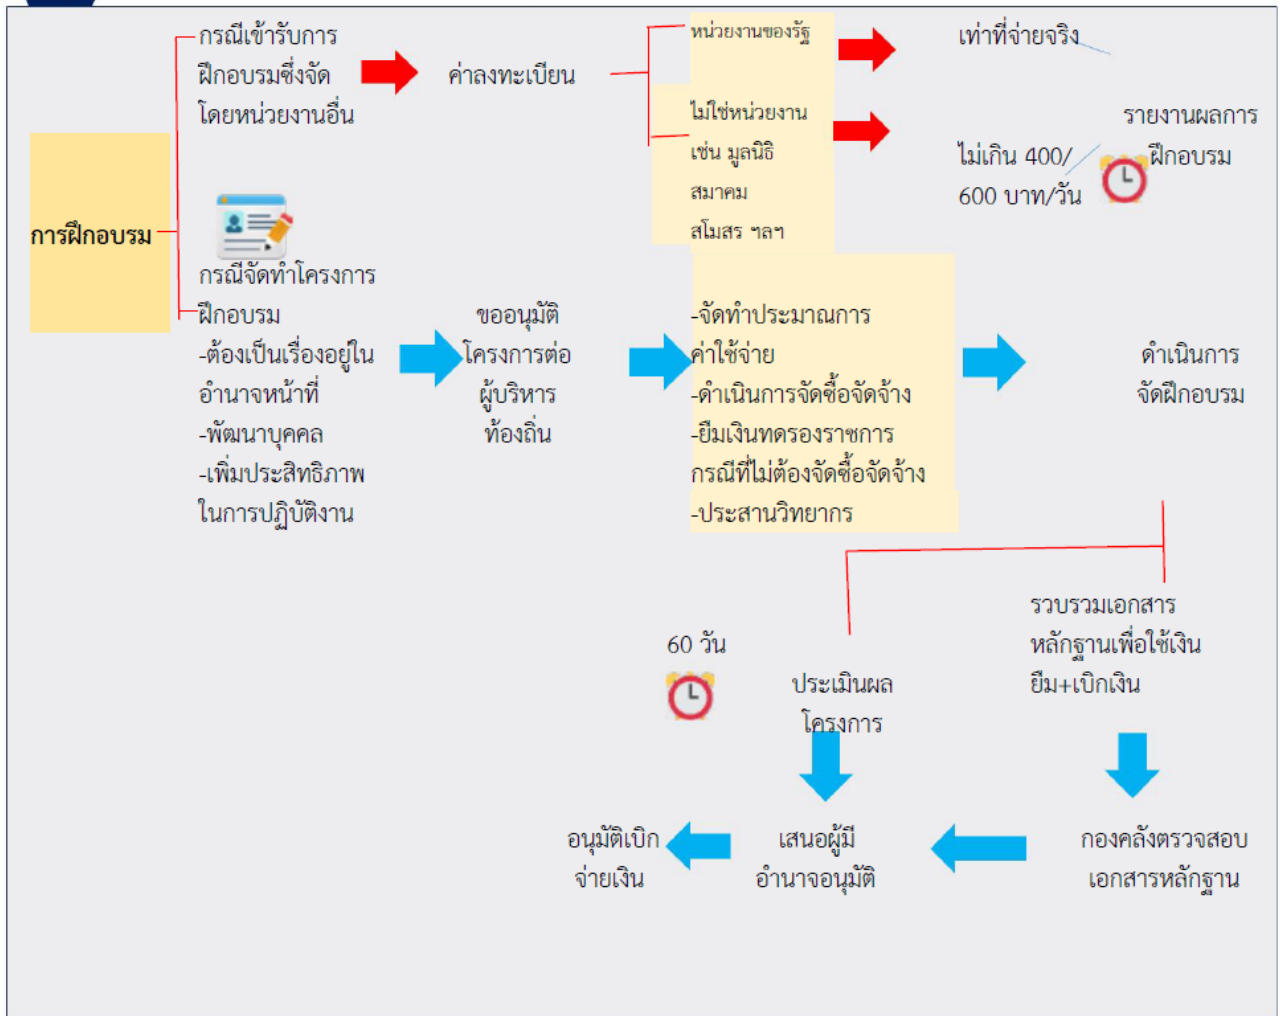 การฝึกอบรม
กรณีเข้ารับการ
ฝึกอบรมซึ่งจัด
โดยหน่วยงานอื่น
ค่าลงทะเบียน
หน่วยงานของรัฐ
เท่าที่จ่ายจริง
ไม่ใช่หน่วยงาน
เช่น มูลนิธิ
สมาคม
สโมสร ฯลฯ
ไม่เกิน 400/
600 บาท/วัน
รายงานผลการ
ฝึกอบรม
กรณีจัดทำโครงการ
ฝึกอบรม
-ต้องเป็นเรื่องอยู่ใน
อำนาจหน้าที่
-พัฒนาบุคคล
-เพิ่มประสิทธิภาพ
ในการปฏิบัติงาน
ขออนุมัติ
โครงการต่อ
ผู้บริหาร
ท้องถิ่น
-จัดทำประมาณการ
ค่าใช้จ่าย
-ดำเนินการจัดซื้อจัดจ้าง
-ยืมเงินทดรองราชการ
กรณีที่ไม่ต้องจัดซื้อจัดจ้าง
-ประสานวิทยากร
ดำเนินการ
จัดฝึกอบรม
60 วัน
ประเมินผล
โครงการ
รวบรวมเอกสาร
หลักฐานเพื่อใช้เงิน
ยืม+เบิกเงิน
กองคลังตรวจสอบ
เอกสารหลักฐาน
เสนอผู้มี
อำนาจอนุมัติ
อนุมัติเบิก
จ่ายเงิน